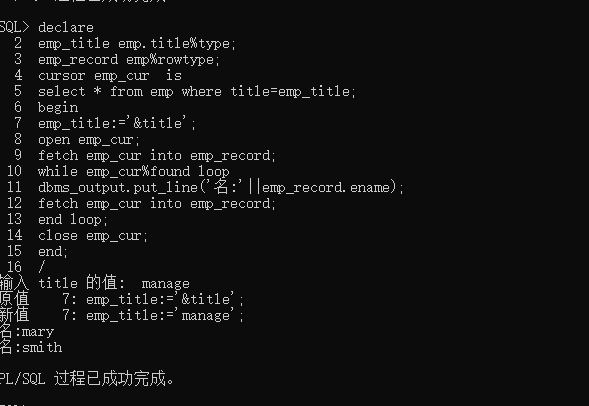 SQL> declare
2 emp_title emp.title%type;
3 emp_record emp%rowtype;
4 cursor emp_cur  is
5 select * from emp where title=emp_title;
6 begin
7 emp_title:='&title';
8 open emp_cur;
9 fetch emp_cur into emp_record;
10 while emp_cur%found loop
11 dbms_output.put_line('名:'||emp_record.ename);
12 fetch emp_cur into emp_record;
13 end loop;
14 close emp_cur;
15 end;
16 /
输入 title 的值:  manage
原值    7: emp_title:='&title';
新值    7: emp_title:='manage';
名:mary
名:smith
PL/SQL 过程已成功完成。